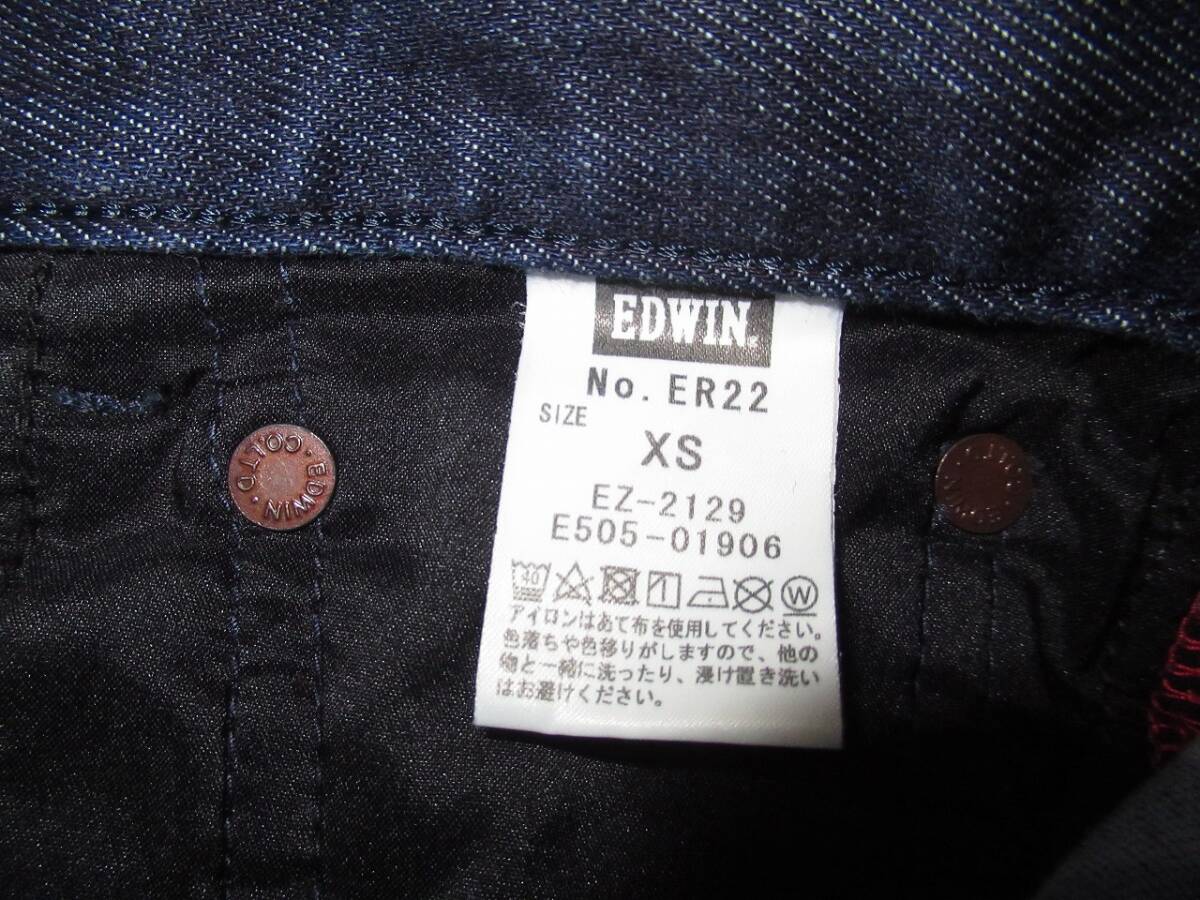 EDWIN.
No. ER22
SIZE
XS
EZ-2129
E505-01906
40
W
アイロンはあて布を使用してください。
色落ちや色移りがしますので、他の
物と一緒に洗ったり、浸け置き洗い
はお避けください。
EDWIN・CO.LTD・